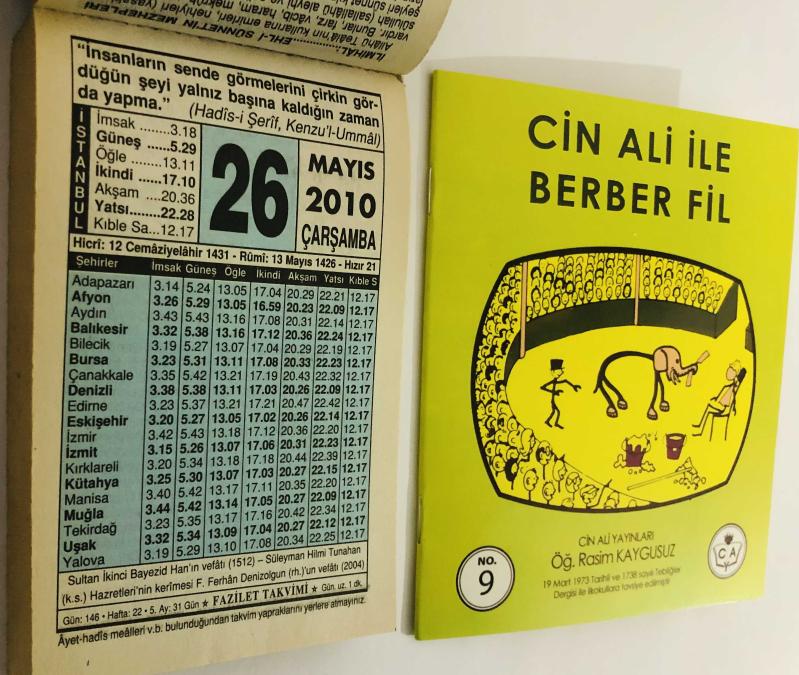 İLMİHAL:.............EHL-İ SÜNNET'İN MEZHEPLERİ
Allâhü Teâlâ'nın kullarına emirleri, nehiyleri
vardır. Bunlar, farz, vâcib, haram, mekrûh
"İnsanların sende görmelerini çirkin gör-
düğün şeyi yalnız başına kaldığın zaman
da yapma." (Hadîs-i Şerîf, Kenzu'l-Ummâl)
İSTANBUL
İmsak ........3.18
Güneş .....5.29
Öğle ........13.11
İkindi ......17.10
Akşam ....20.36
Yatsı........22.28
Kıble Sa...12.17
26
MAYIS
2010
ÇARŞAMBA
Hicrî: 12 Cemâziyelâhir 1431 - Rûmî: 13 Mayıs 1426 - Hızır 21
Şehirler İmsak Güneş Öğle İkindi Akşam Yatsı Kıble S
Adapazarı 3.14 5.24 13.05 17.04 20.29 22.21 12.17
Afyon 3.26 5.29 13.05 16.59 20.23 22.09 12.17
Aydın 3.43 5.43 13.16 17.08 20.31 22.14 12.17
Balıkesir 3.32 5.38 13.16 17.12 20.36 22.24 12.17
Bilecik 3.19 5.27 13.07 17.04 20.29 22.19 12.17
Bursa 3.23 5.31 13.11 17.08 20.33 22.23 12.17
Çanakkale 3.35 5.42 13.21 17.19 20.43 22.32 12.17
Denizli 3.38 5.38 13.11 17.03 20.26 22.09 12.17
Edirne 3.23 5.37 13.21 17.21 20.47 22.42 12.17
Eskişehir 3.20 5.27 13.05 17.02 20.26 22.14 12.17
İzmir 3.42 5.43 13.18 17.12 20.36 22.20 12.17
İzmit 3.15 5.26 13.07 17.06 20.31 22.23 12.17
Kırklareli 3.20 5.34 13.18 17.18 20.44 22.39 12.17
Kütahya 3.25 5.30 13.07 17.03 20.27 22.15 12.17
Manisa 3.40 5.42 13.17 17.11 20.35 22.20 12.17
Muğla 3.44 5.42 13.14 17.05 20.27 22.09 12.17
Tekirdağ 3.23 5.35 13.17 17.16 20.42 22.34 12.17
Uşak 3.32 5.34 13.09 17.04 20.27 22.12 12.17
Yalova 3.19 5.29 13.10 17.08 20.34 22.25 12.17
Sultan İkinci Bayezid Han'ın vefâtı (1512) – Süleyman Hilmi Tunahan
(k.s.) Hazretleri'nin kerîmesi F. Ferhân Denizolgun (rh.)'un vefâtı (2004)
Gün: 146 • Hafta: 22 • 5. Ay: 31 Gün ★ FAZİLET TAKVİMİ ★ Gün. uz. 1 dk.
Âyet-hadîs meâlleri v.b. bulunduğundan takvim yapraklarını yerlere atmayınız.
CİN ALİ İLE
BERBER FİL
CİN ALİ YAYINLARI
Öğ. Rasim KAYGUSUZ
19 Mart 1973 Tarihli ve 1738 sayılı Tebliğler
Dergisi ile ilkokullara tavsiye edilmiştir
NO.
9
C A